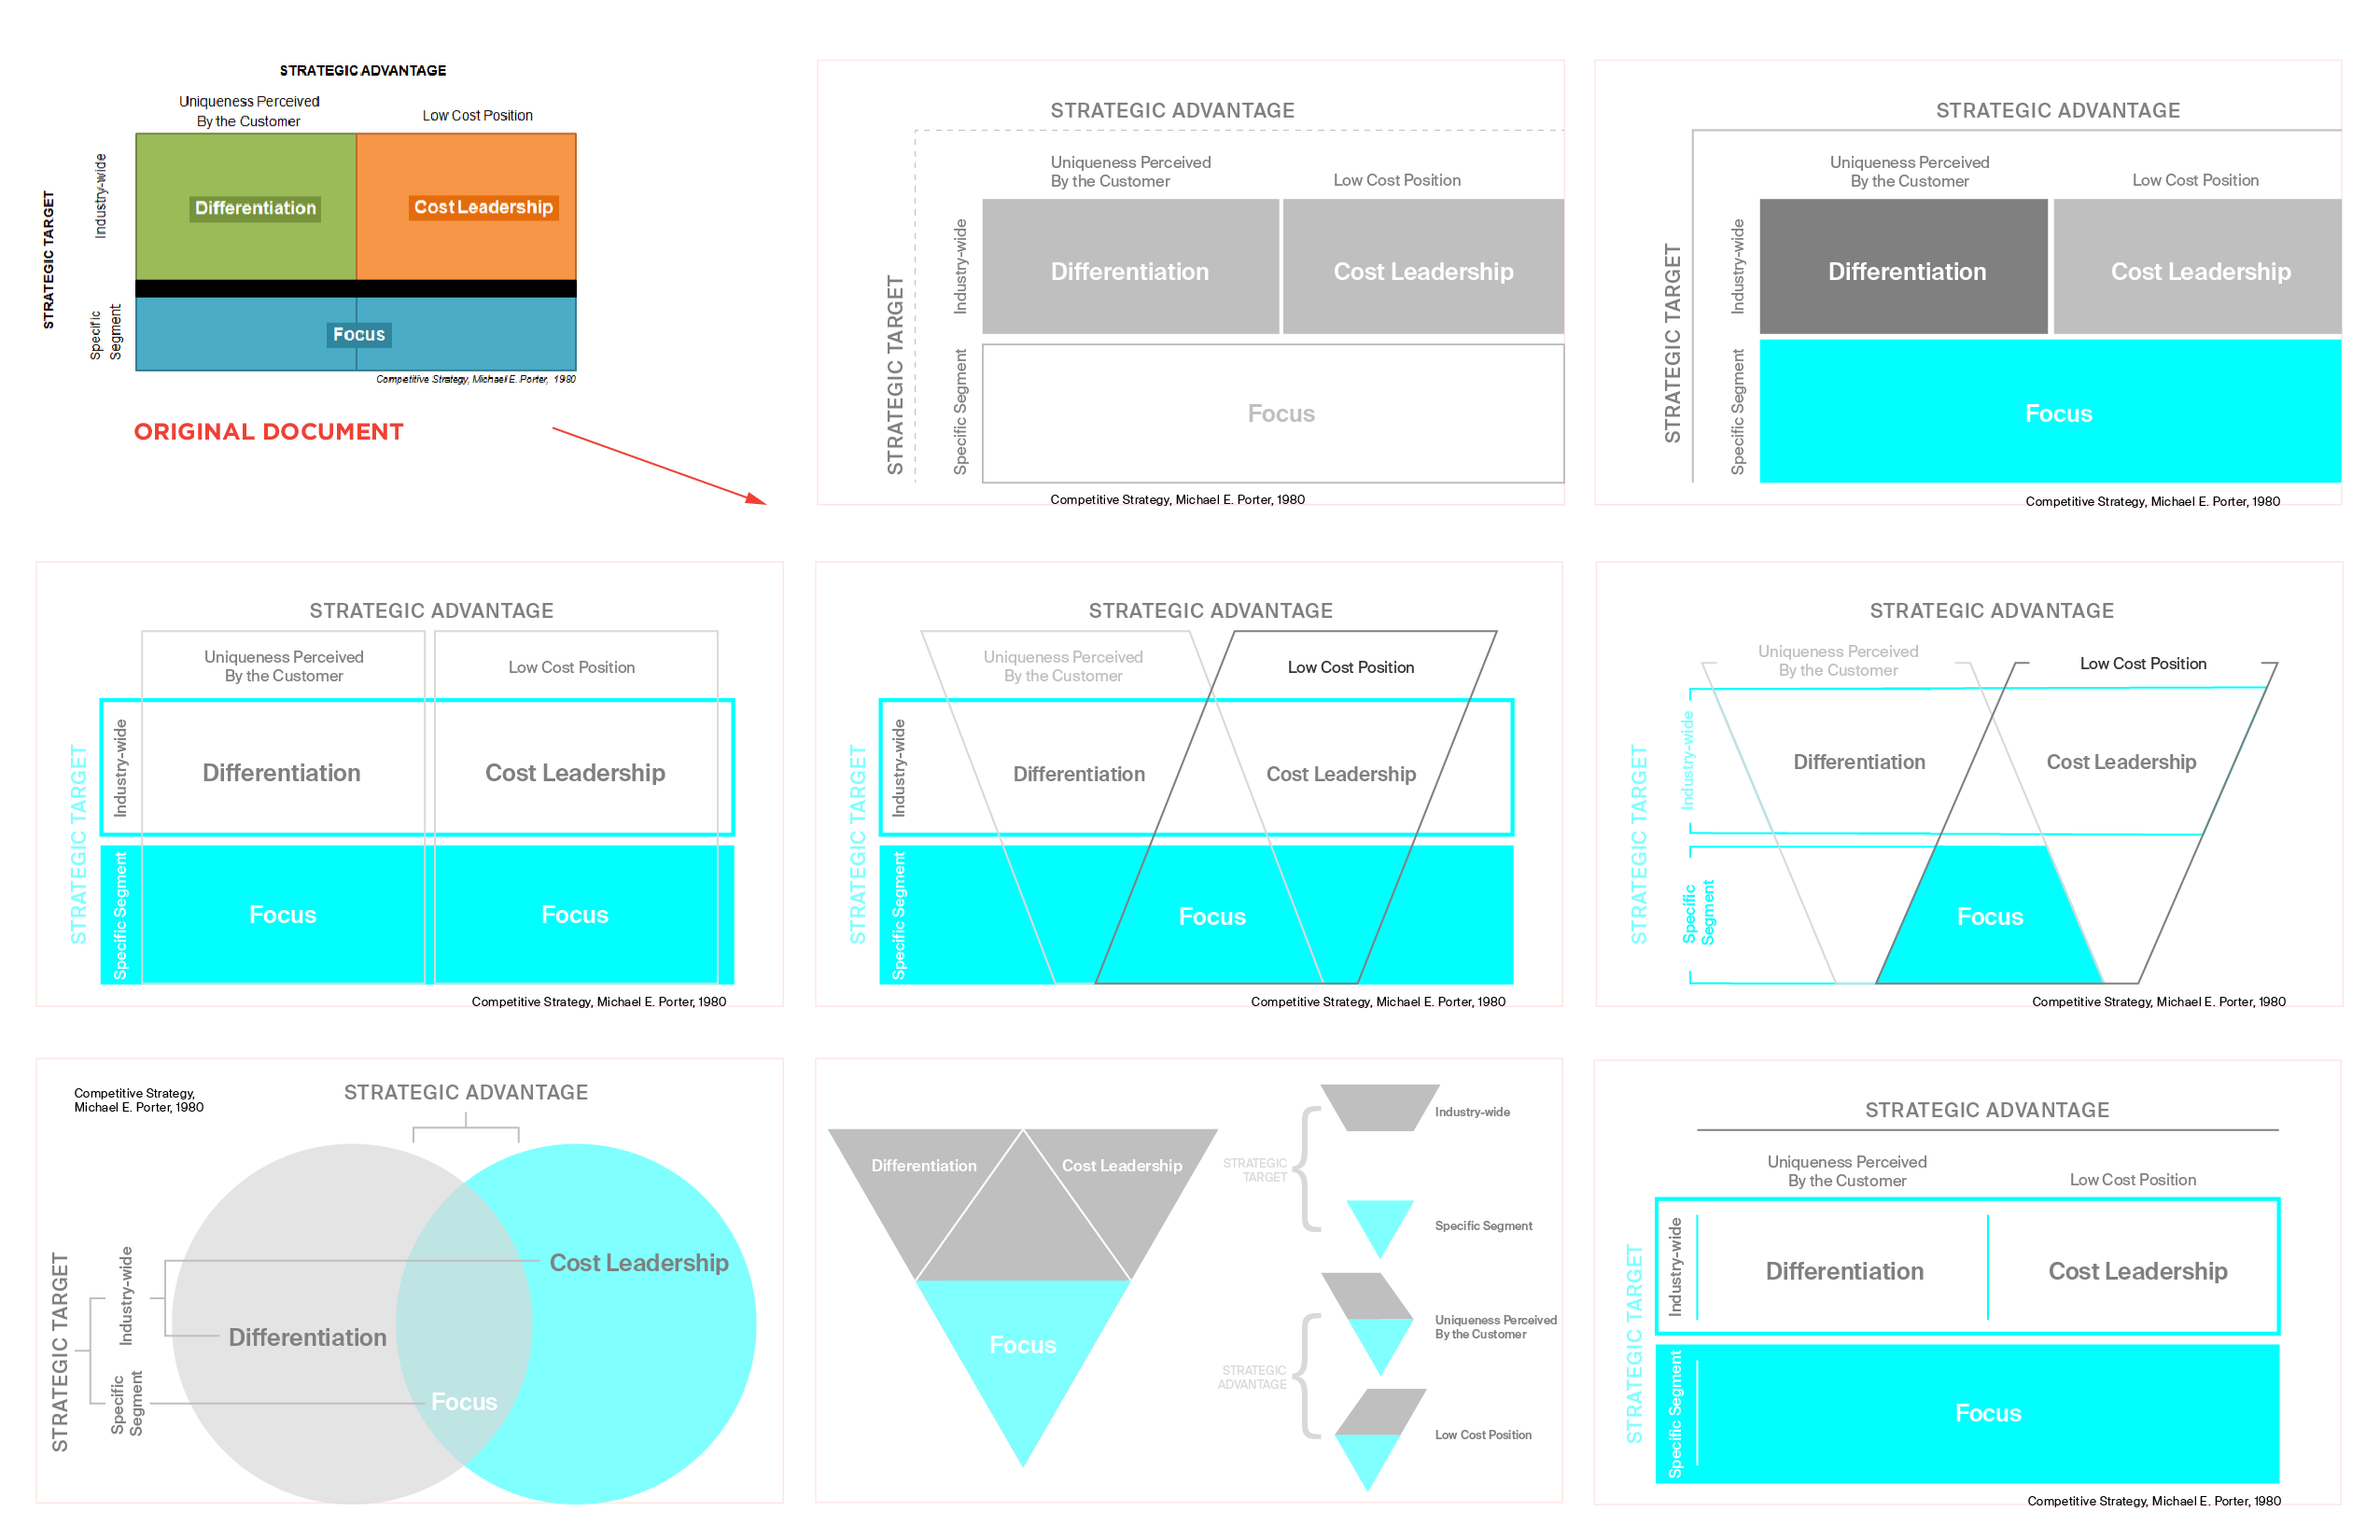 STRATEGIC ADVANTAGE
Uniqueness Perceived
By the Customer
Low Cost Position
STRATEGIC TARGET
Industry-wide
Differentiation
Cost Leadership
Specific
Segment
Focus
Competitive Strategy, Michael E. Porter, 1980
ORIGINAL DOCUMENT
STRATEGIC ADVANTAGE
Uniqueness Perceived
By the Customer
Low Cost Position
STRATEGIC TARGET
Industry-wide
Differentiation
Cost Leadership
Specific Segment
Focus
Competitive Strategy, Michael E. Porter, 1980
STRATEGIC ADVANTAGE
Uniqueness Perceived
By the Customer
Low Cost Position
STRATEGIC TARGET
Industry-wide
Differentiation
Cost Leadership
Specific Segment
Focus
Competitive Strategy, Michael E. Porter, 1980
STRATEGIC ADVANTAGE
Uniqueness Perceived
By the Customer
Low Cost Position
STRATEGIC TARGET
Industry-wide
Differentiation
Cost Leadership
Specific Segment
Focus
Focus
Competitive Strategy, Michael E. Porter, 1980
STRATEGIC ADVANTAGE
Uniqueness Perceived
By the Customer
Low Cost Position
STRATEGIC TARGET
Industry-wide
Differentiation
Cost Leadership
Specific Segment
Focus
Competitive Strategy, Michael E. Porter, 1980
STRATEGIC ADVANTAGE
Uniqueness Perceived
By the Customer
Low Cost Position
STRATEGIC TARGET
Industry-wide
Differentiation
Cost Leadership
Specific
Segment
Focus
Competitive Strategy, Michael E. Porter, 1980
Competitive Strategy,
Michael E. Porter, 1980
STRATEGIC ADVANTAGE
STRATEGIC TARGET
Industry-wide
Cost Leadership
Differentiation
Specific
Segment
Focus
Differentiation
Cost Leadership
Focus
STRATEGIC
TARGET
Industry-wide
Specific Segment
STRATEGIC
ADVANTAGE
Uniqueness Perceived
By the Customer
Low Cost Position
STRATEGIC ADVANTAGE
Uniqueness Perceived
By the Customer
Low Cost Position
STRATEGIC TARGET
Industry-wide
Differentiation
Cost Leadership
Specific Segment
Focus
Competitive Strategy, Michael E. Porter, 1980